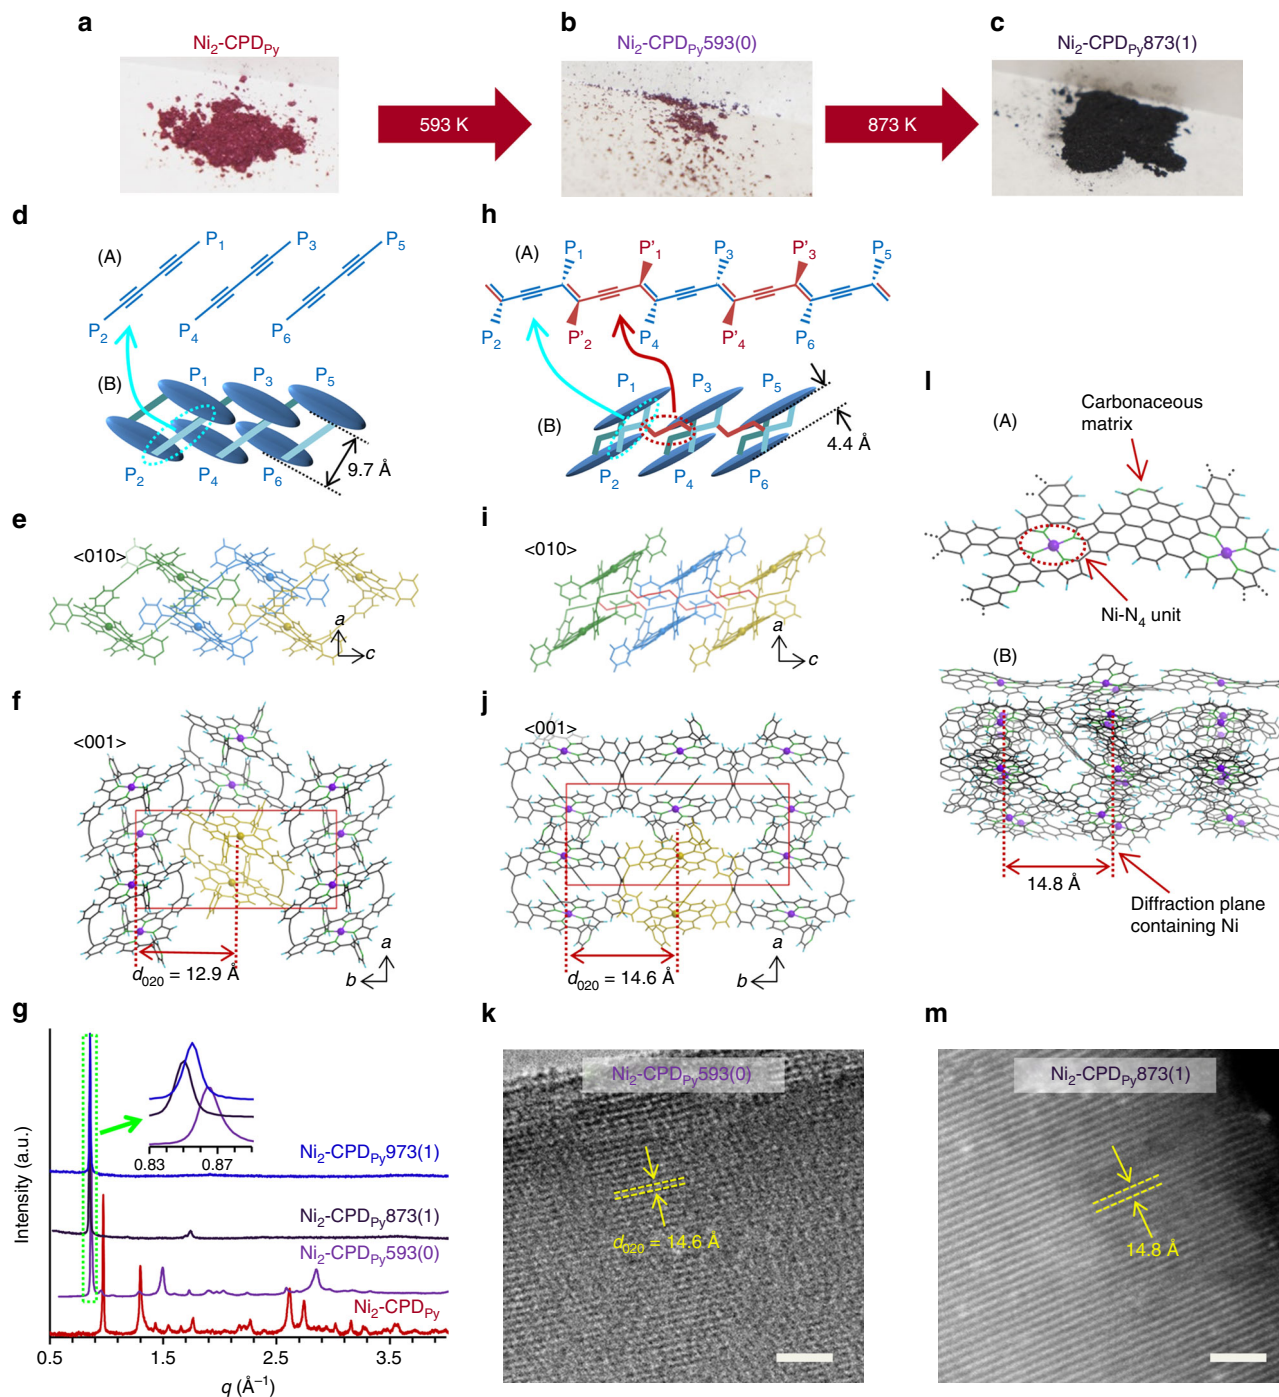 a
Ni2-CPDPy
b
Ni2-CPDPy593(0)
c
Ni2-CPDPy873(1)
593 K
873 K
d
(A)
P1
P3
P5
P2
P4
P6
(B)
P1
P3
P5
P2
P4
P6
9.7 Å
h
(A)
P1
P'1
P3
P'3
P5
P2
P'2
P4
P'4
P6
(B)
P1
P3
P5
P2
P4
P6
4.4 Å
e
<010>
a
c
i
<010>
a
c
f
<001>
d020 = 12.9 Å
a
b
j
<001>
d020 = 14.6 Å
a
b
l
(A)
Carbonaceous
matrix
Ni-N4 unit
(B)
14.8 Å
Diffraction plane
containing Ni
g
Intensity (a.u.)
0.83
0.87
Ni2-CPDPy973(1)
Ni2-CPDPy873(1)
Ni2-CPDPy593(0)
Ni2-CPDPy
0.5
1.5
2.5
3.5
q (Å−1)
k
Ni2-CPDPy593(0)
d020 = 14.6 Å
m
Ni2-CPDPy873(1)
14.8 Å